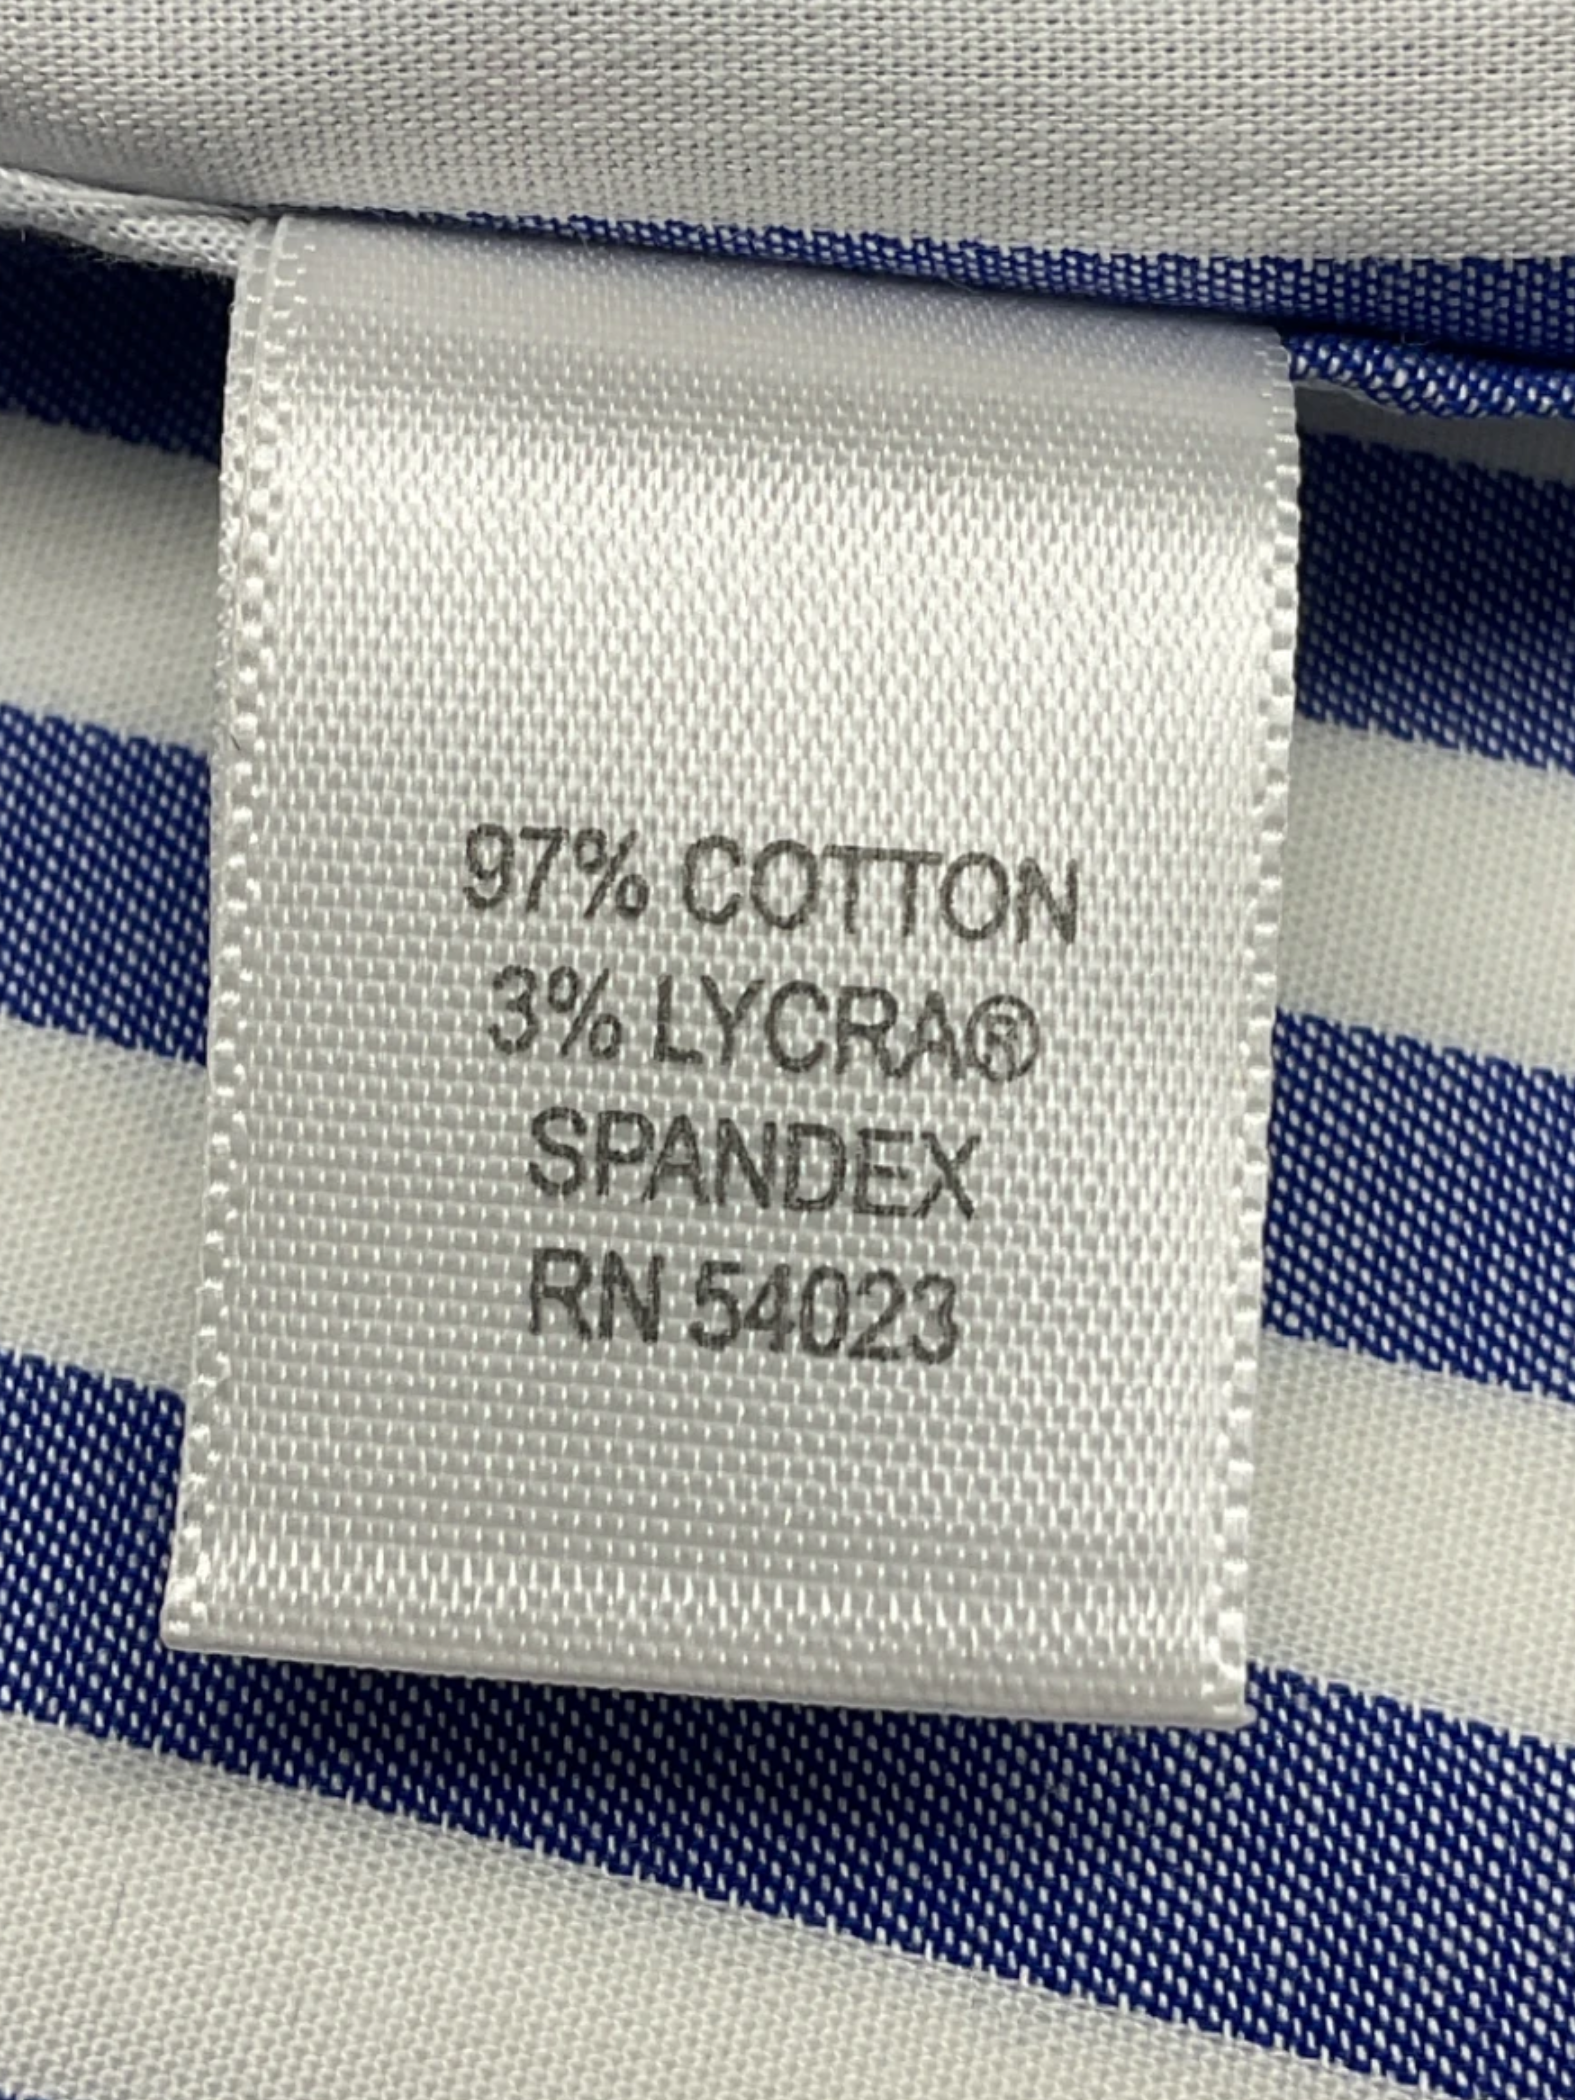 97% COTTON
3% LYCRA®
SPANDEX
RN 54023